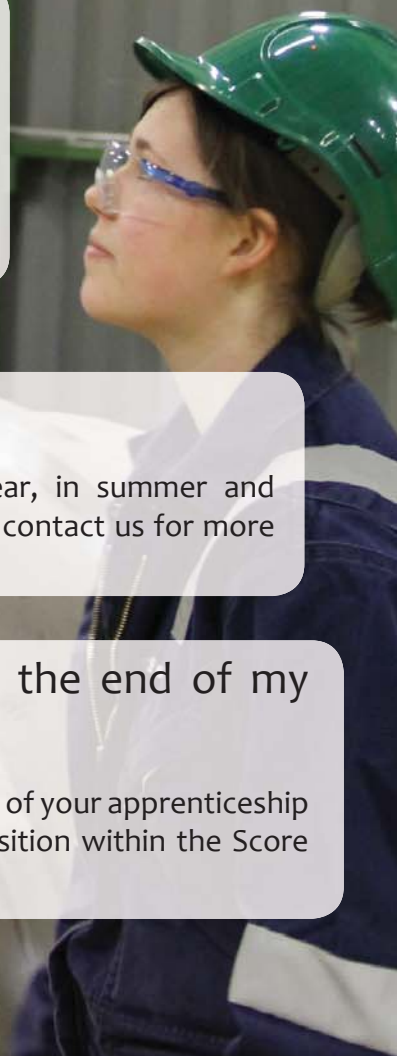 ear, in summer and
contact us for more
the end of my
of your apprenticeship
sition within the Score